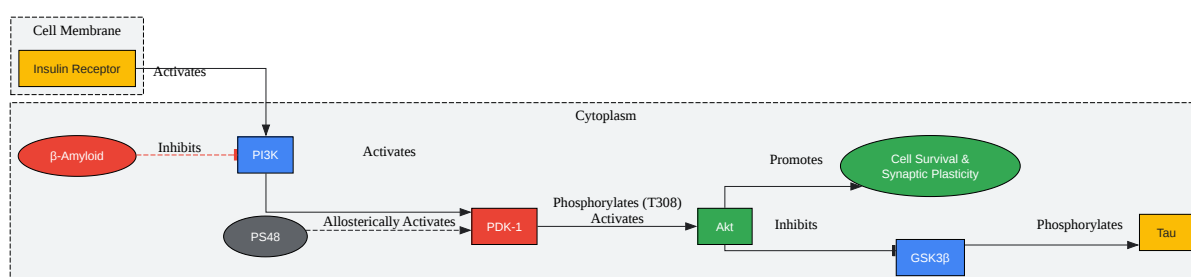 Cell Membrane
Insulin Receptor
Activates
Cytoplasm
β-Amyloid
Inhibits
PI3K
Activates
Promotes
Cell Survival &
Synaptic Plasticity
PS48
Allosterically Activates
PDK-1
Phosphorylates (T308)
Activates
Akt
Inhibits
GSK3β
Phosphorylates
Tau